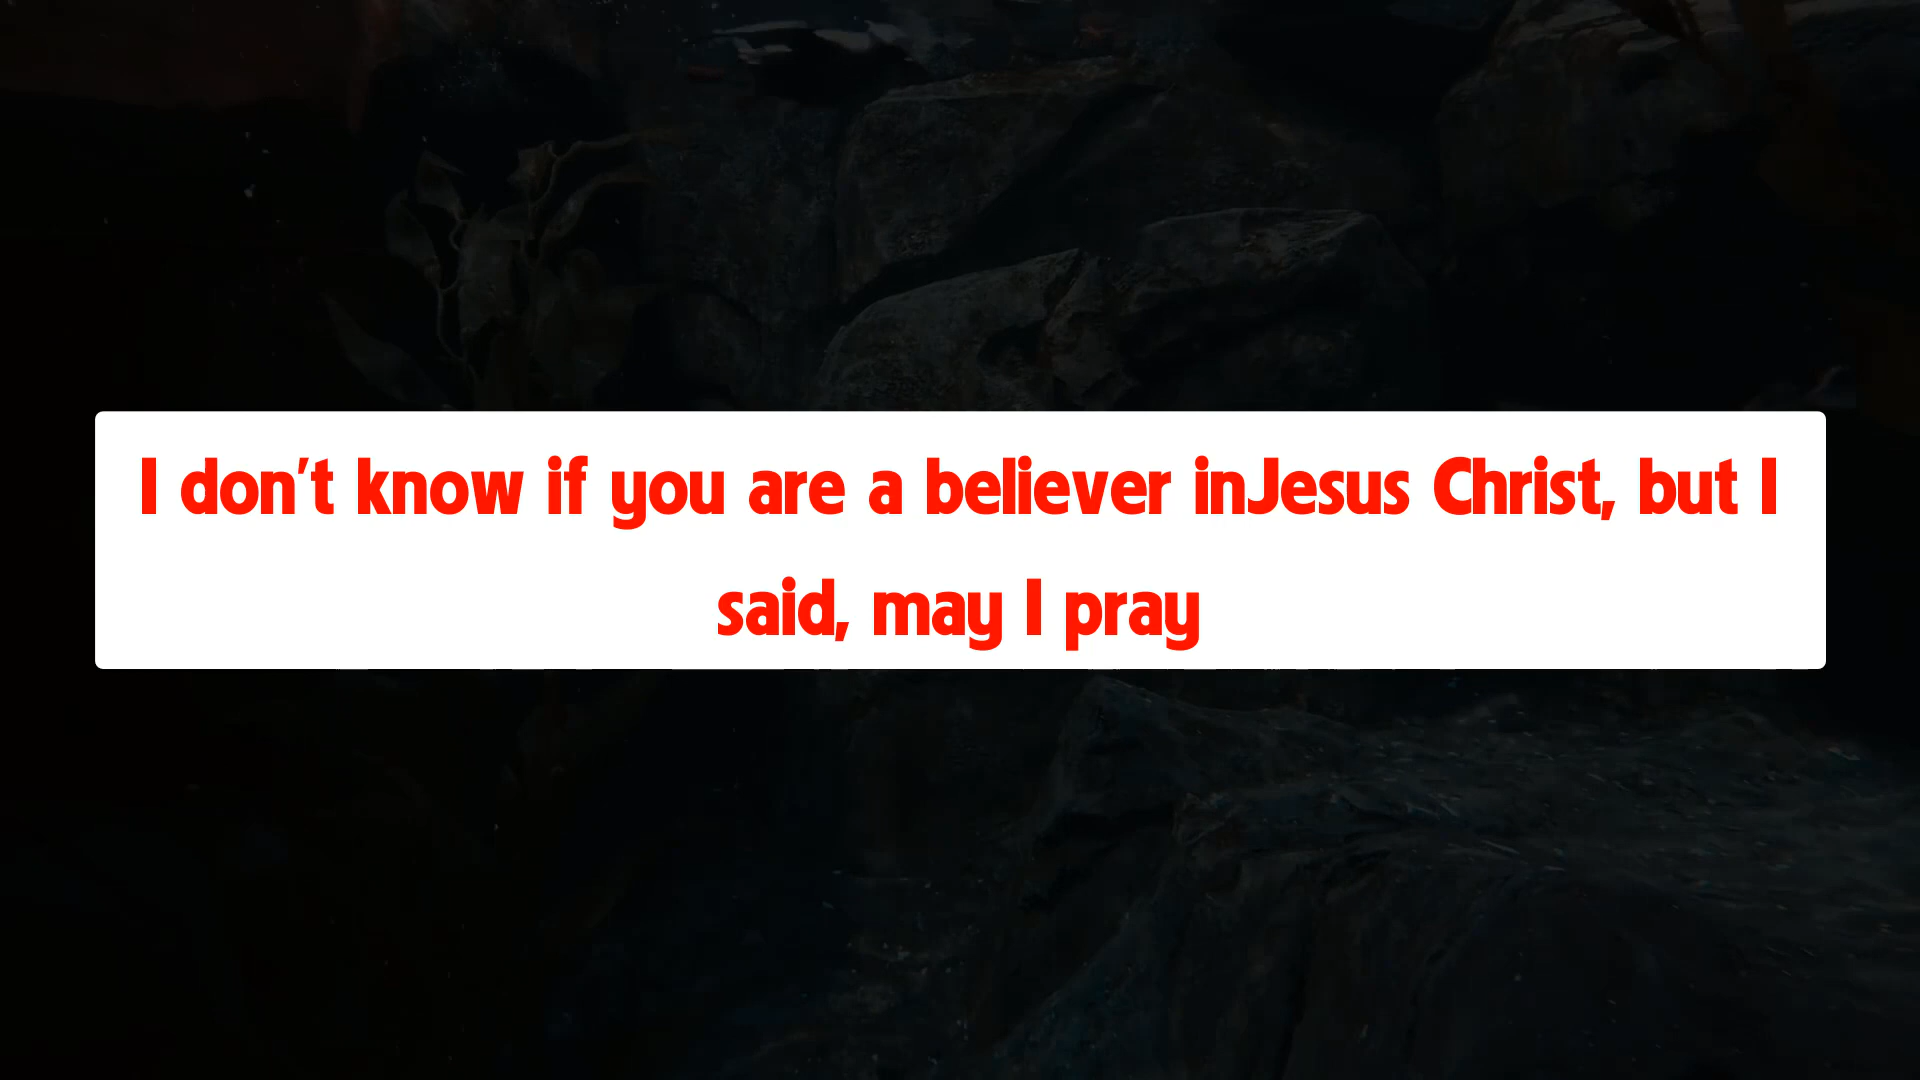 I don't know if you are a believer inJesus Christ, but I
said, may I pray